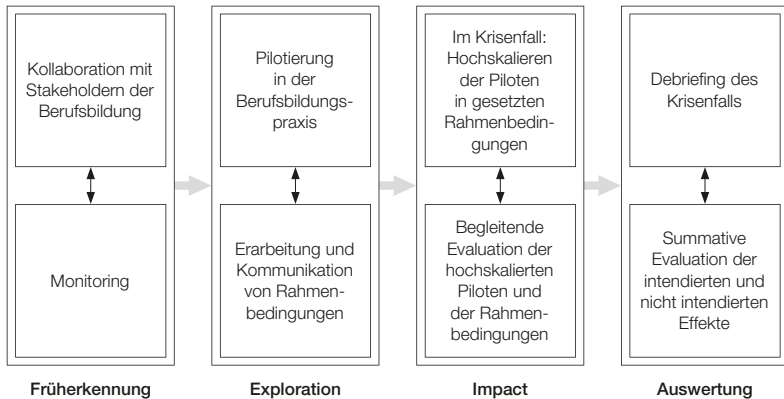 Kollaboration mit
Stakeholdern der
Berufsbildung
Monitoring
Früherkennung
Pilotierung
in der
Berufsbildungs-
praxis
Erarbeitung und
Kommunikation
von Rahmen-
bedingungen
Exploration
Im Krisenfall:
Hochskalieren
der Piloten
in gesetzten
Rahmenbedin-
gungen
Begleitende
Evaluation der
hochskalierten
Piloten und
der Rahmen-
bedingungen
Impact
Debriefing des
Krisenfalls
Summative
Evaluation der
intendierten und
nicht intendierten
Effekte
Auswertung